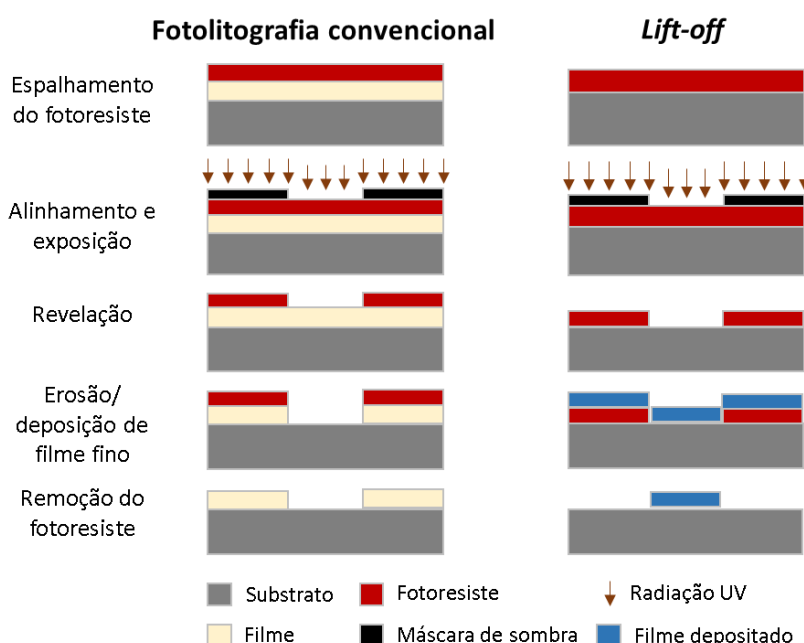 Fotolitografia convencional
Lift-off
Espalhamento
do fotoresiste
Alinhamento e
exposição
Revelação
Erosão/
deposição de
filme fino
Remoção do
fotoresiste
Substrato
Fotoresiste
Radiação UV
Filme
Máscara de sombra
Filme depositado